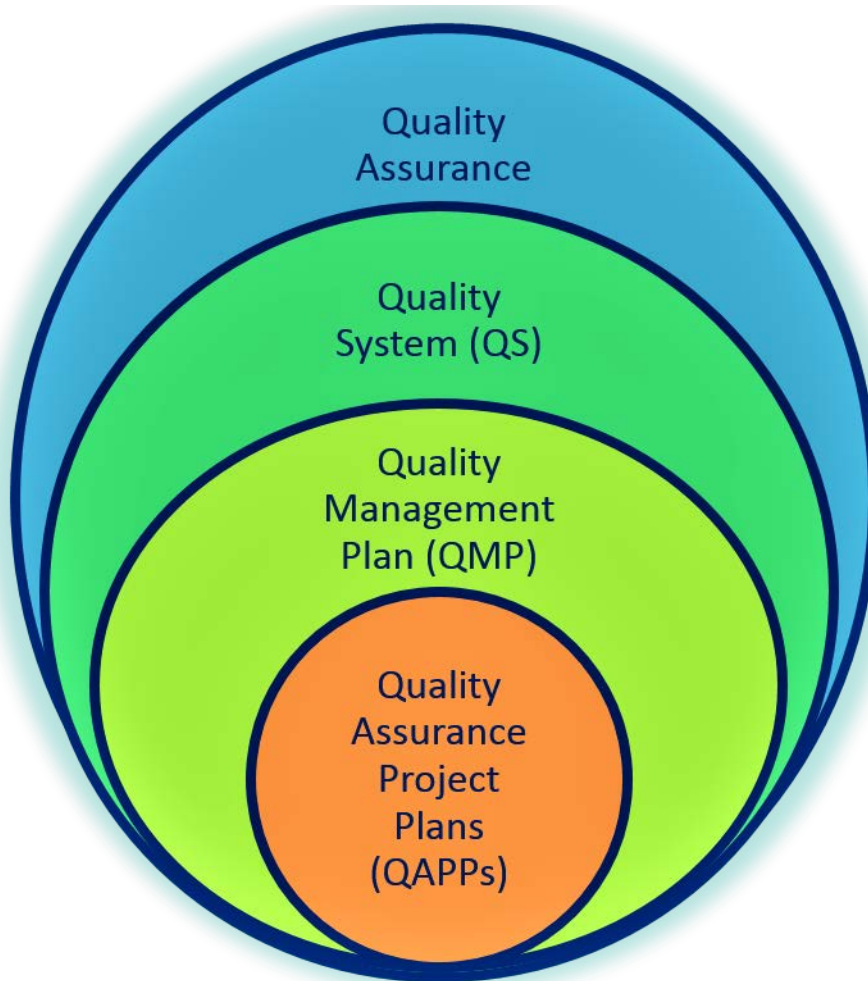 Quality
Assurance
Quality
System (QS)
Quality
Management
Plan (QMP)
Quality
Assurance
Project
Plans
(QAPPs)